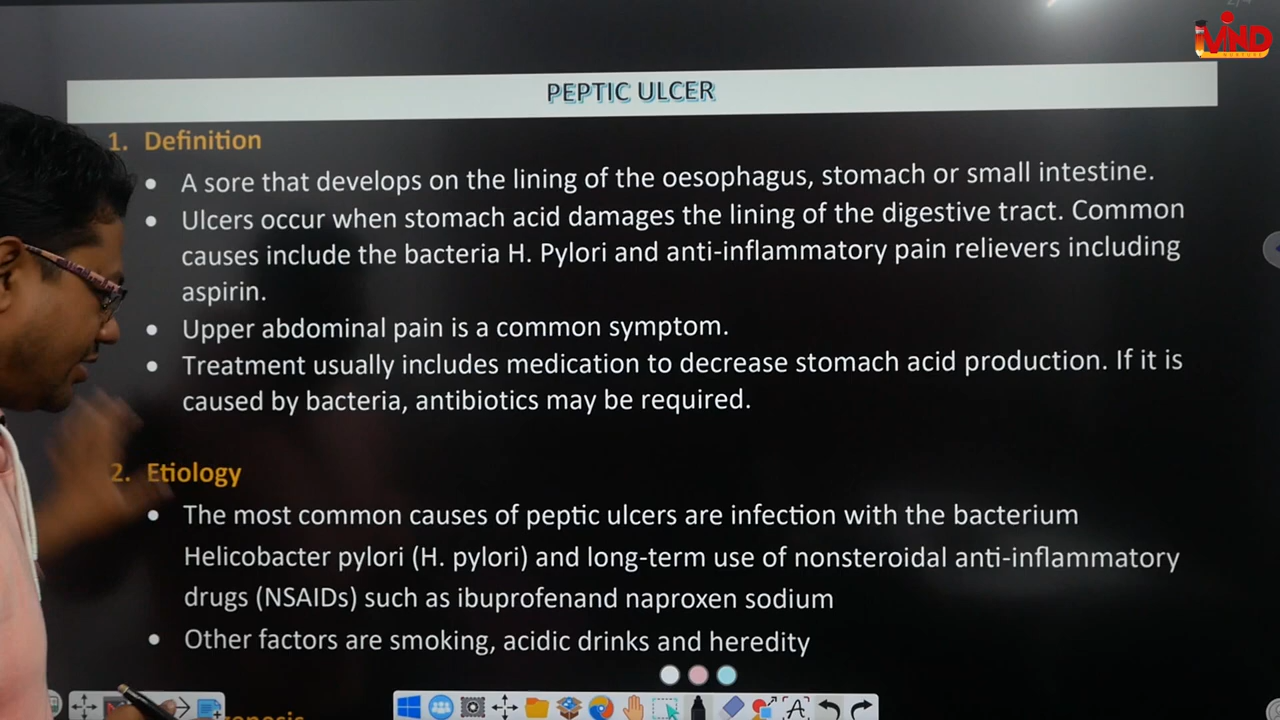 2/4
iMIND
PEPTIC ULCER
1. Definition
• A sore that develops on the lining of the oesophagus, stomach or small intestine.
• Ulcers occur when stomach acid damages the lining of the digestive tract. Common
causes include the bacteria H. Pylori and anti-inflammatory pain relievers including
aspirin.
• Upper abdominal pain is a common symptom.
• Treatment usually includes medication to decrease stomach acid production. If it is
caused by bacteria, antibiotics may be required.
2. Etiology
• The most common causes of peptic ulcers are infection with the bacterium
Helicobacter pylori (H. pylori) and long-term use of nonsteroidal anti-inflammatory
drugs (NSAIDs) such as ibuprofenand naproxen sodium
• Other factors are smoking, acidic drinks and heredity
A